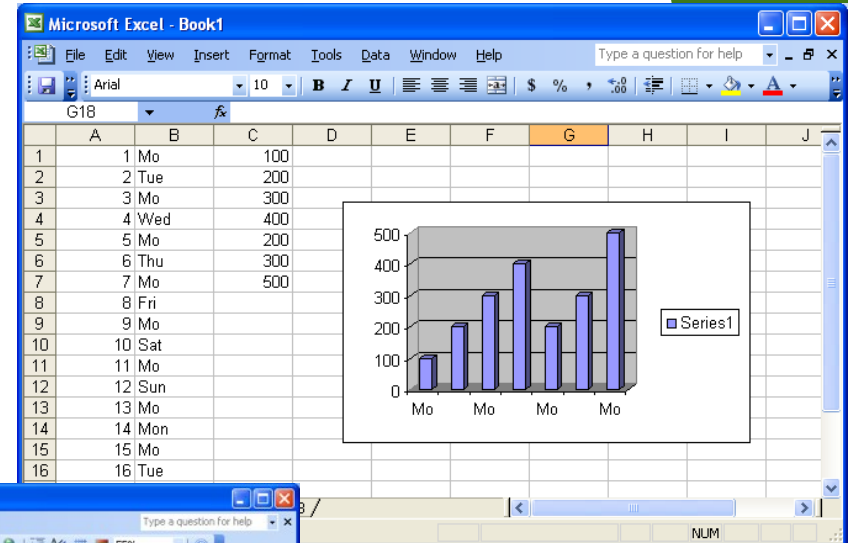 Microsoft Excel - Book1
File Edit View Insert Format Tools Data Window Help Type a question for help
Arial 10 B I U $ % , .00 A
G18 fx
A B C D E F G H I J
1 1 Mo 100
2 2 Tue 200
3 3 Mo 300
4 4 Wed 400
5 5 Mo 200
6 6 Thu 300
7 7 Mo 500
8 8 Fri
9 9 Mo
10 10 Sat
11 11 Mo
12 12 Sun
13 13 Mo
14 14 Mon
15 15 Mo
16 16 Tue
500
400
300
200
100
0
Mo Mo Mo Mo
Series1
Type a question for help
NUM